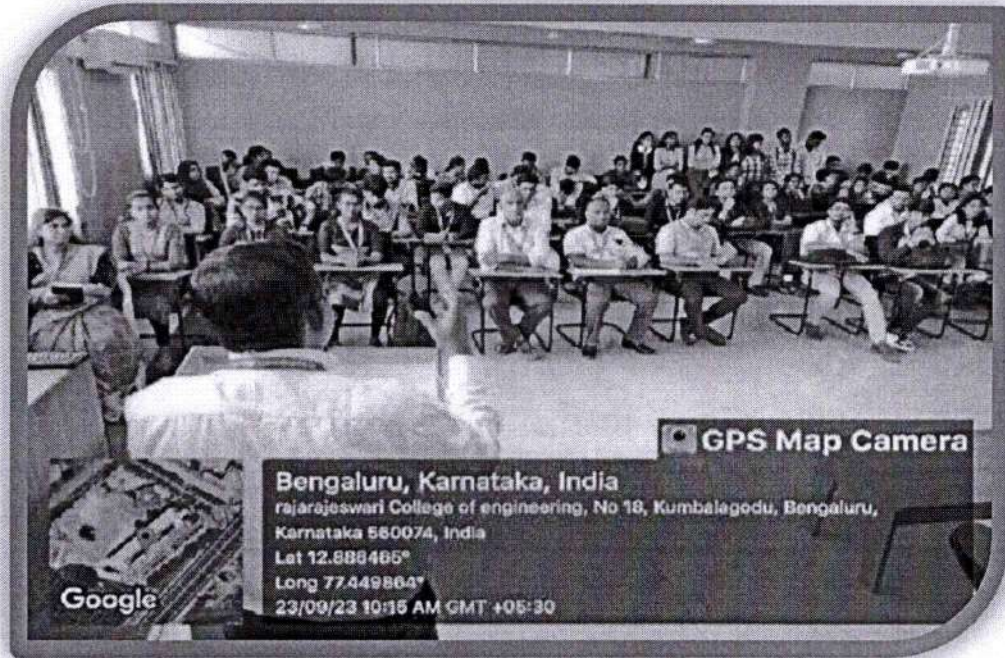 GPS Map Camera
Bengaluru, Karnataka, India
rajarajeswari College of engineering, No 18, Kumbalagodu, Bengaluru,
Karnataka 560074, India
Lat 12.888465°
Long 77.449864°
23/09/23 10:15 AM GMT +05:30
Google